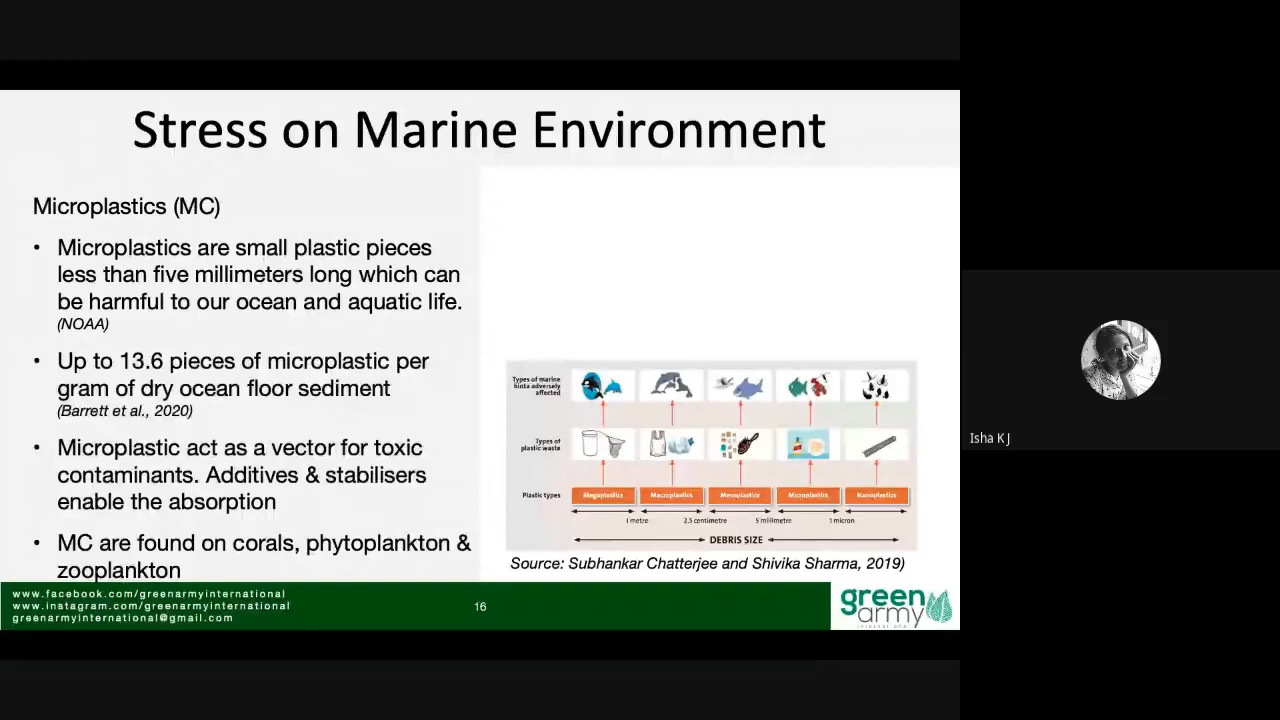 Stress on Marine Environment
Microplastics (MC)
• Microplastics are small plastic pieces
less than five millimeters long which can
be harmful to our ocean and aquatic life.
(NOAA)
• Up to 13.6 pieces of microplastic per
gram of dry ocean floor sediment
(Barrett et al., 2020)
• Microplastic act as a vector for toxic
contaminants. Additives & stabilisers
enable the absorption
• MC are found on corals, phytoplankton &
zooplankton
Types of marine
biota adversely
affected
Types of
plastic waste
Plastic types
Megaplastics
Macroplastics
Mesoplastics
Microplastics
Nanoplastics
1 metre
2.5 centimetre
5 millimetre
1 micron
DEBRIS SIZE
Source: Subhankar Chatterjee and Shivika Sharma, 2019)
www.facebook.com/greenarmyinternational
www.instagram.com/greenarmyinternational
greenarmyinternational@gmail.com
16
green
army
international
Isha K J